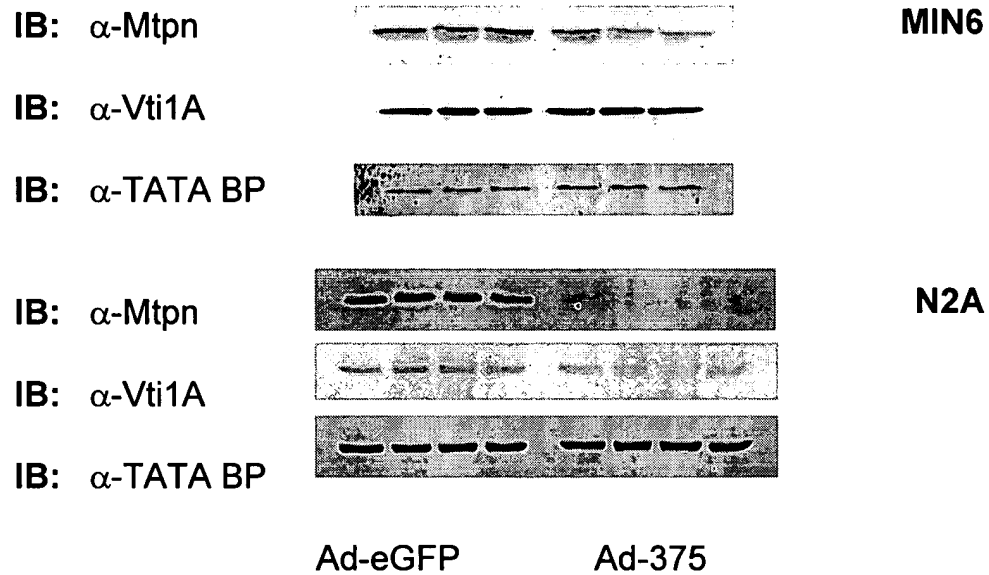 IB: α-Mtpn MIN6
IB: α-Vti1A
IB: α-TATA BP
IB: α-Mtpn N2A
IB: α-Vti1A
IB: α-TATA BP
Ad-eGFP Ad-375